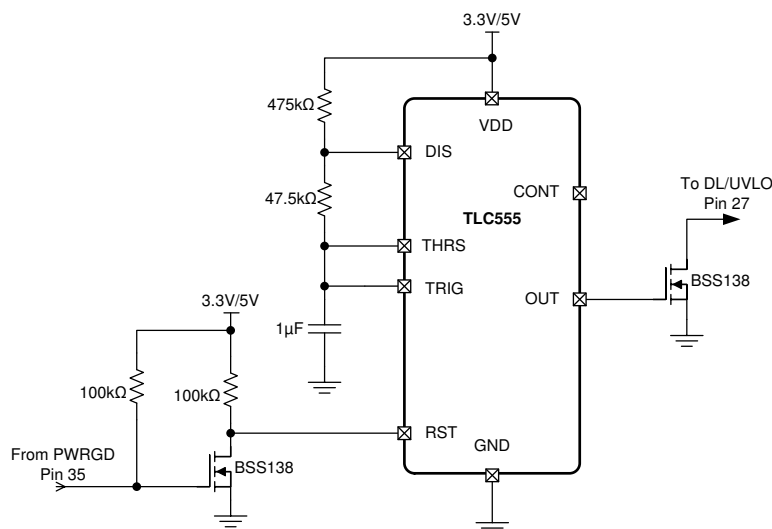 3.3V/5V
475kΩ
VDD
DIS
To DL/UVLO
Pin 27
CONT
47.5kΩ
TLC555
THRS
BSS138
TRIG
OUT
3.3V/5V
1µF
100kΩ
100kΩ
RST
GND
From PWRGD
Pin 35
BSS138